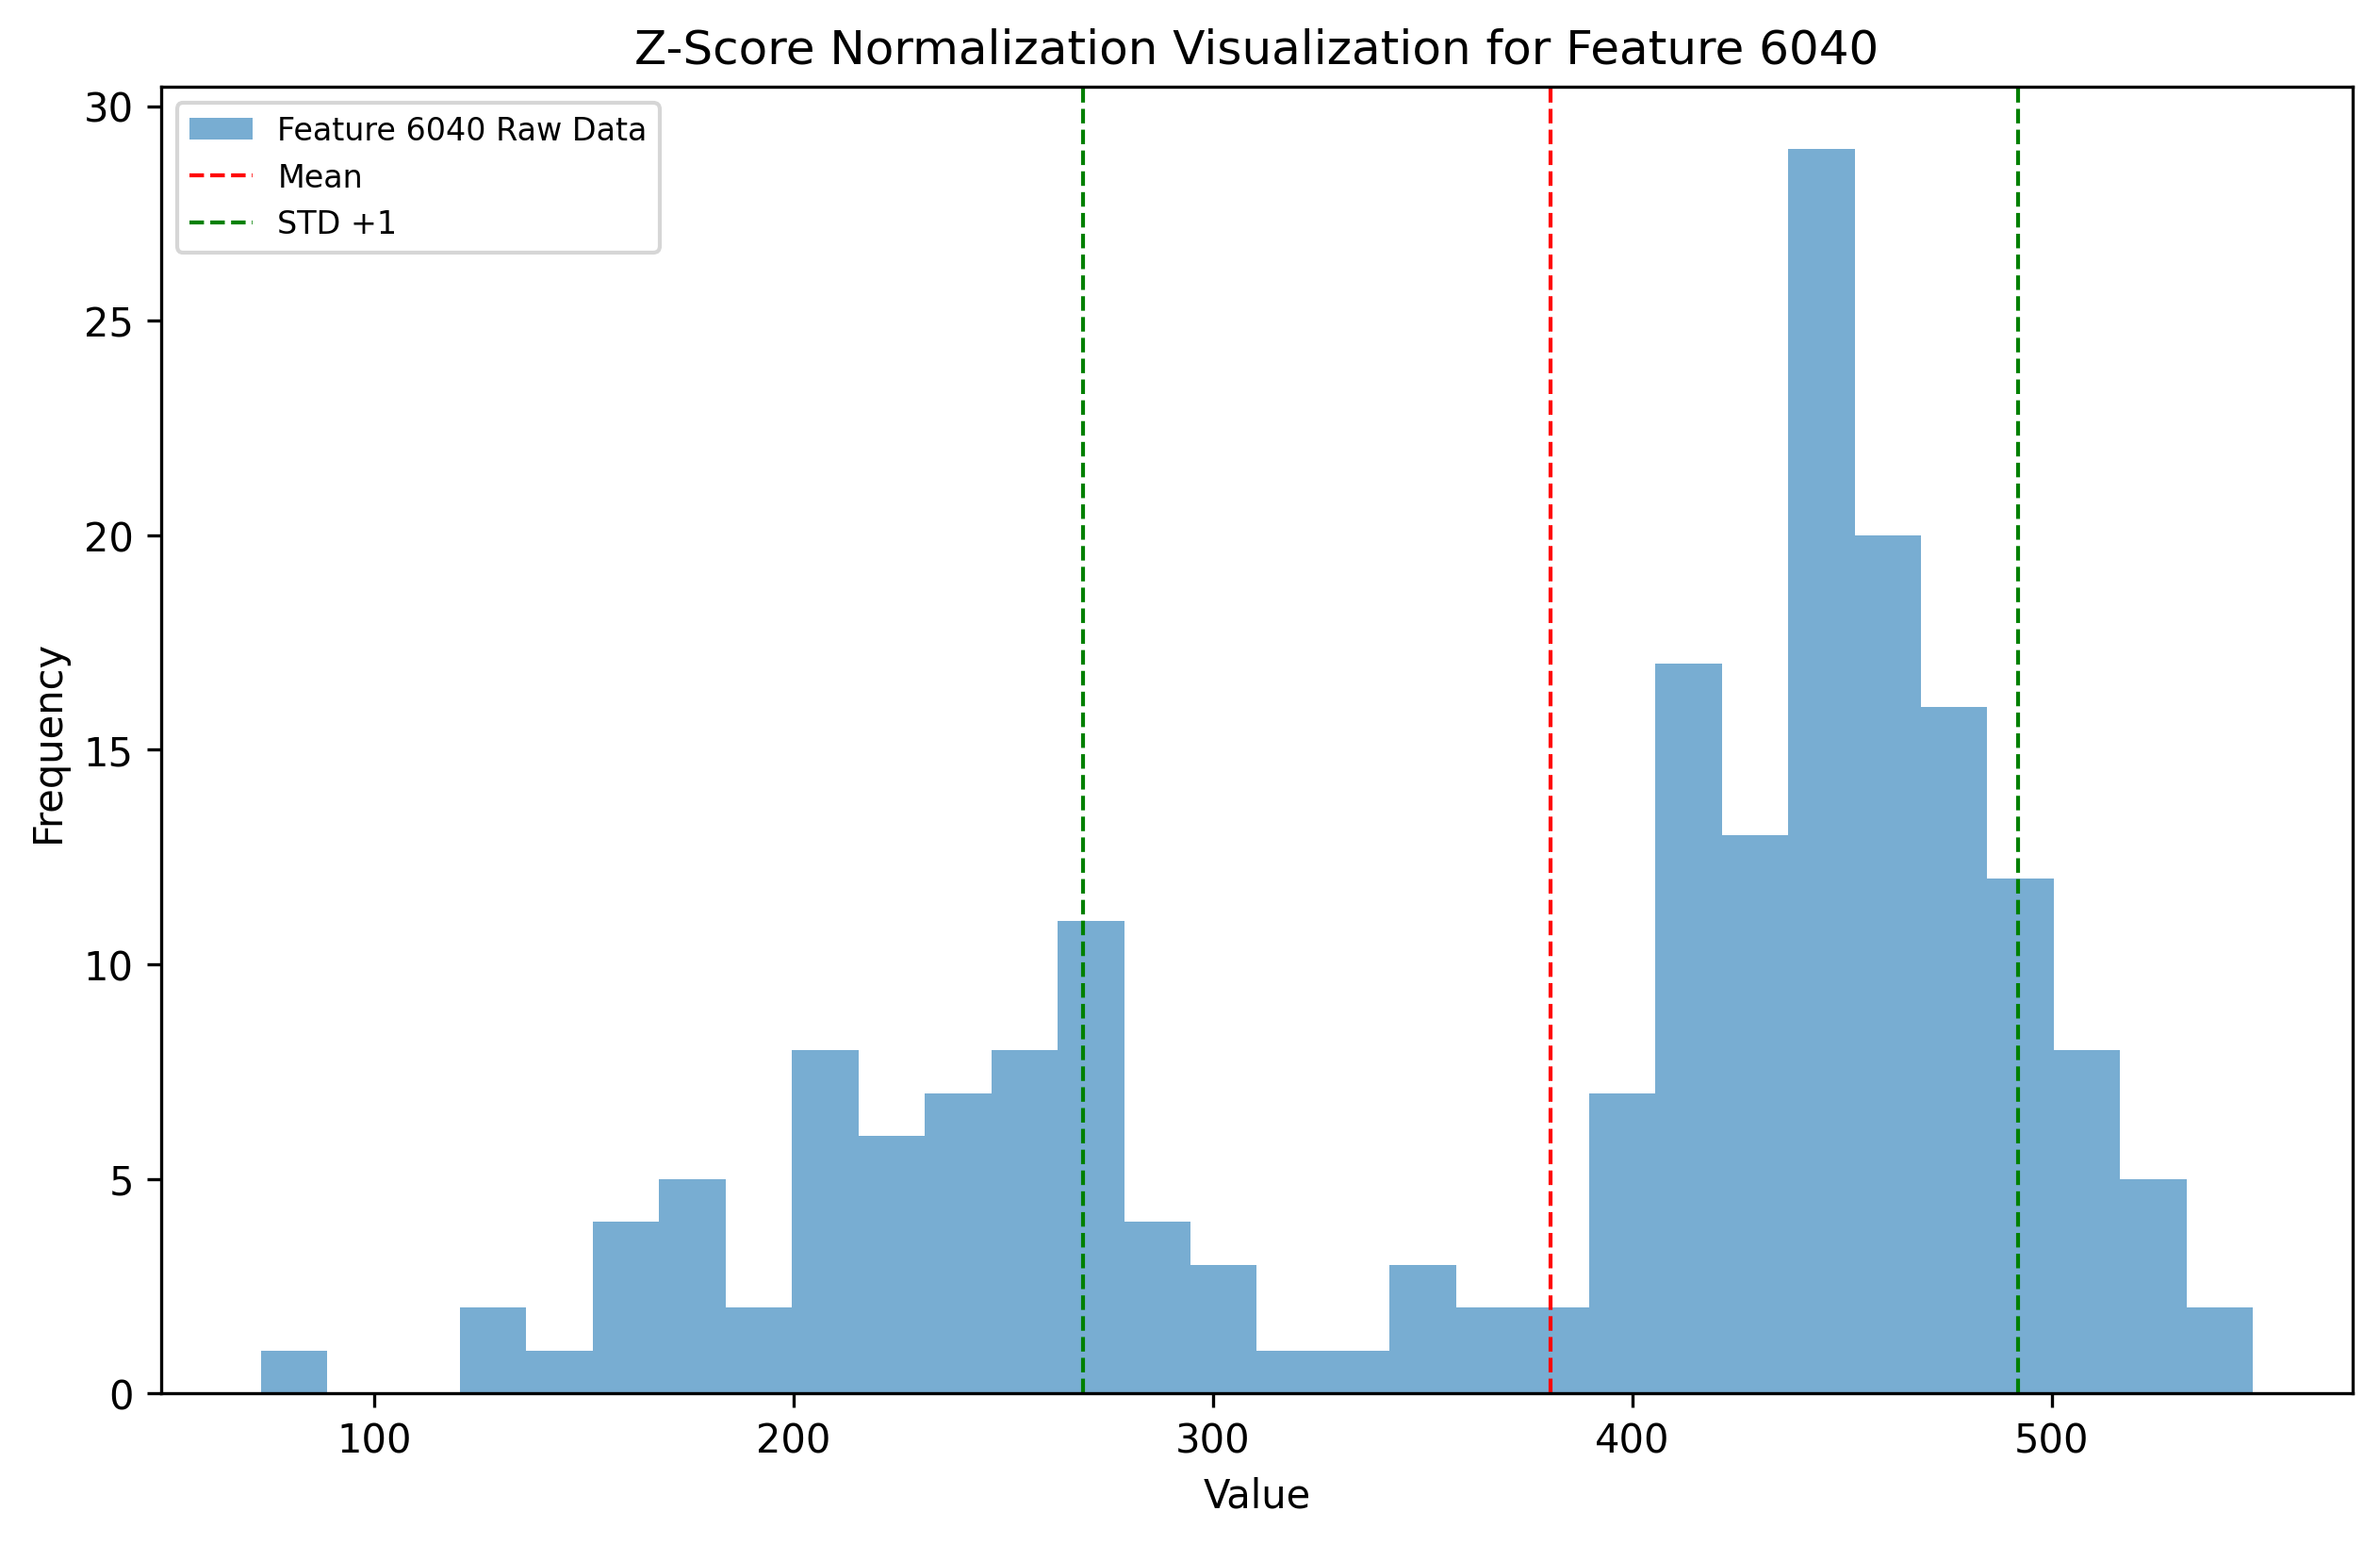 Z-Score Normalization Visualization for Feature 6040
Feature 6040 Raw Data
Mean
STD +1
30
25
20
15
10
5
0
Frequency
100 200 300 400 500
Value